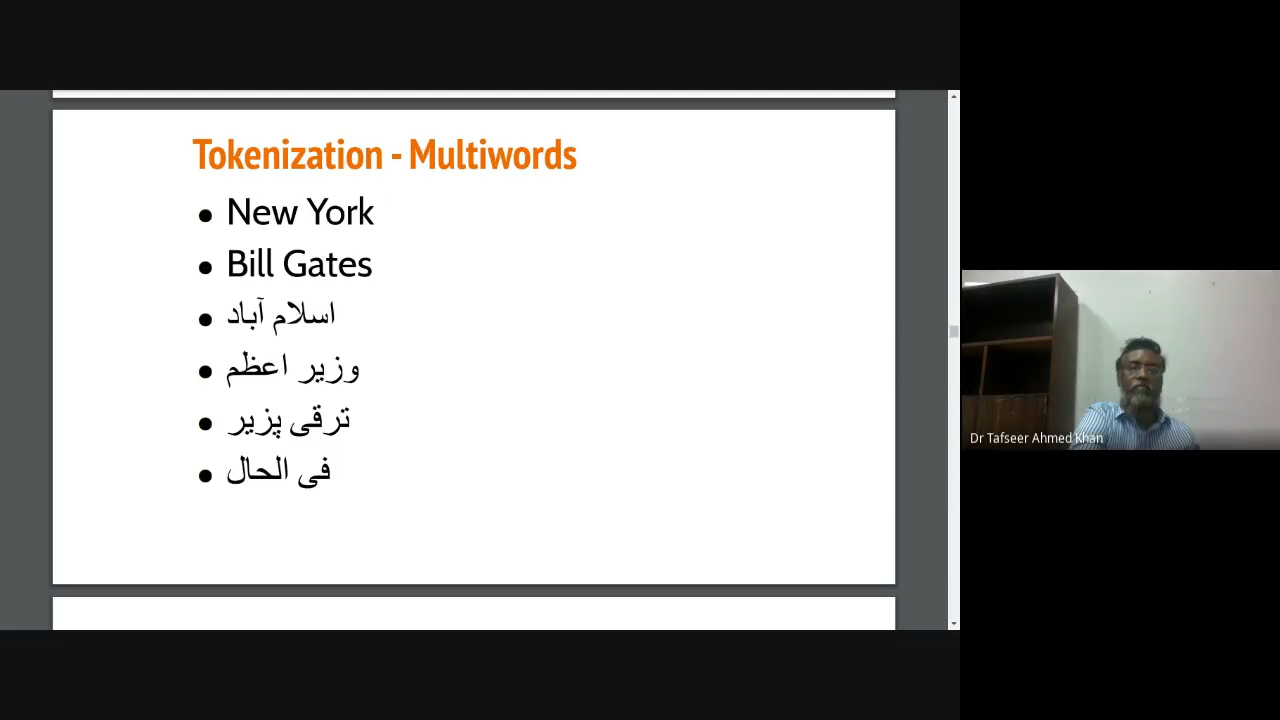 Tokenization - Multiwords
New York
Bill Gates
اسلام آباد
وزیر اعظم
ترقی پزیر
فی الحال
Dr Tafseer Ahmed Khan